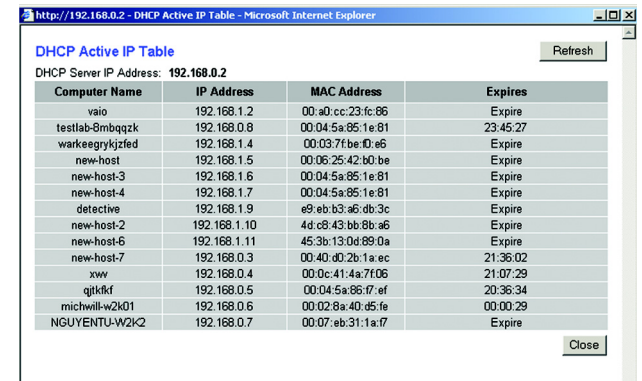 http://192.168.0.2 - DHCP Active IP Table - Microsoft Internet Explorer
DHCP Active IP Table
Refresh
DHCP Server IP Address: 192.168.0.2
Computer Name IP Address MAC Address Expires
vaio 192.168.1.2 00:a0:cc:23:fc:86 Expire
testlab-8mbqqzk 192.168.0.8 00:04:5a:85:1e:81 23:45:27
warkeegrykjzfed 192.168.1.4 00:03:7f:be:f0:e6 Expire
new-host 192.168.1.5 00:06:25:42:b0:be Expire
new-host-3 192.168.1.6 00:04:5a:85:1e:81 Expire
new-host-4 192.168.1.7 00:04:5a:85:1e:81 Expire
detective 192.168.1.9 e9:eb:b3:a6:db:3c Expire
new-host-2 192.168.1.10 4d:c8:43:bb:8b:a6 Expire
new-host-6 192.168.1.11 45:3b:13:0d:89:0a Expire
new-host-7 192.168.0.3 00:40:d0:2b:1a:ec 21:36:02
xwv 192.168.0.4 00:0c:41:4a:7f:06 21:07:29
qjtkfkf 192.168.0.5 00:04:5a:86:f7:ef 20:36:34
michwill-w2k01 192.168.0.6 00:02:8a:40:d5:fe 00:00:29
NGUYENTU-W2K2 192.168.0.7 00:07:eb:31:1a:f7 Expire
Close